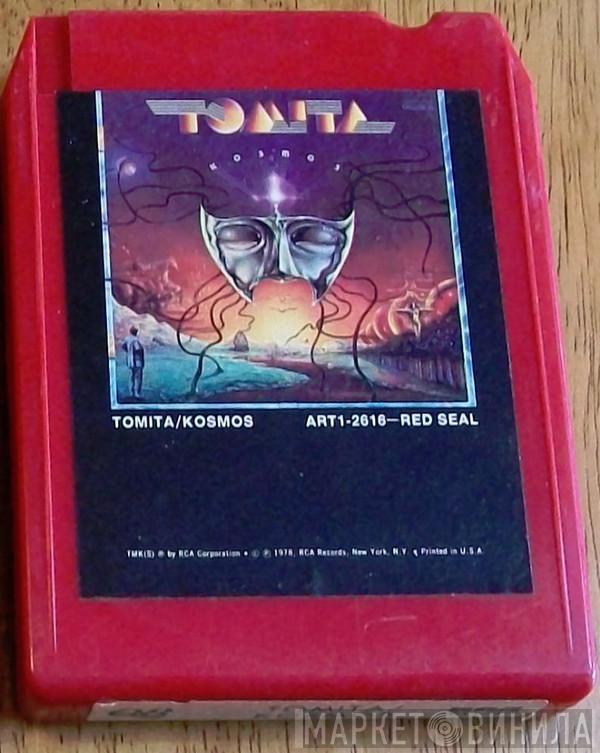 TOMITA
kosmos
TOMITA/KOSMOS ART1-2616—RED SEAL
TMK(S) ® by RCA Corporation • © ℗ 1978, RCA Records, New York, N.Y. • Printed in U.S.A.
МАРКЕТ ВИНИЛА